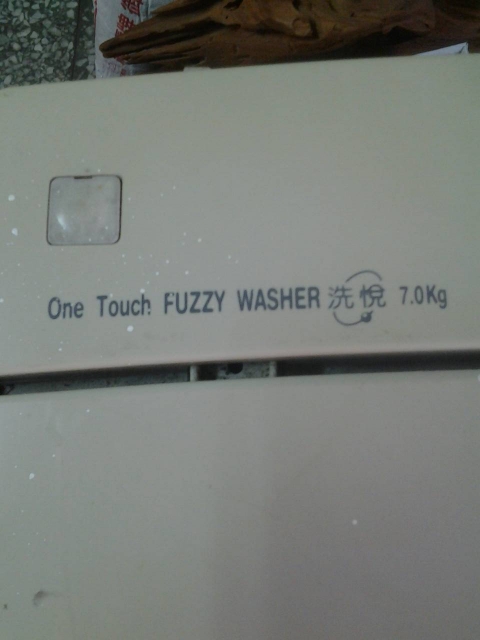 One Touch FUZZY WASHER 洗悅 7.0Kg